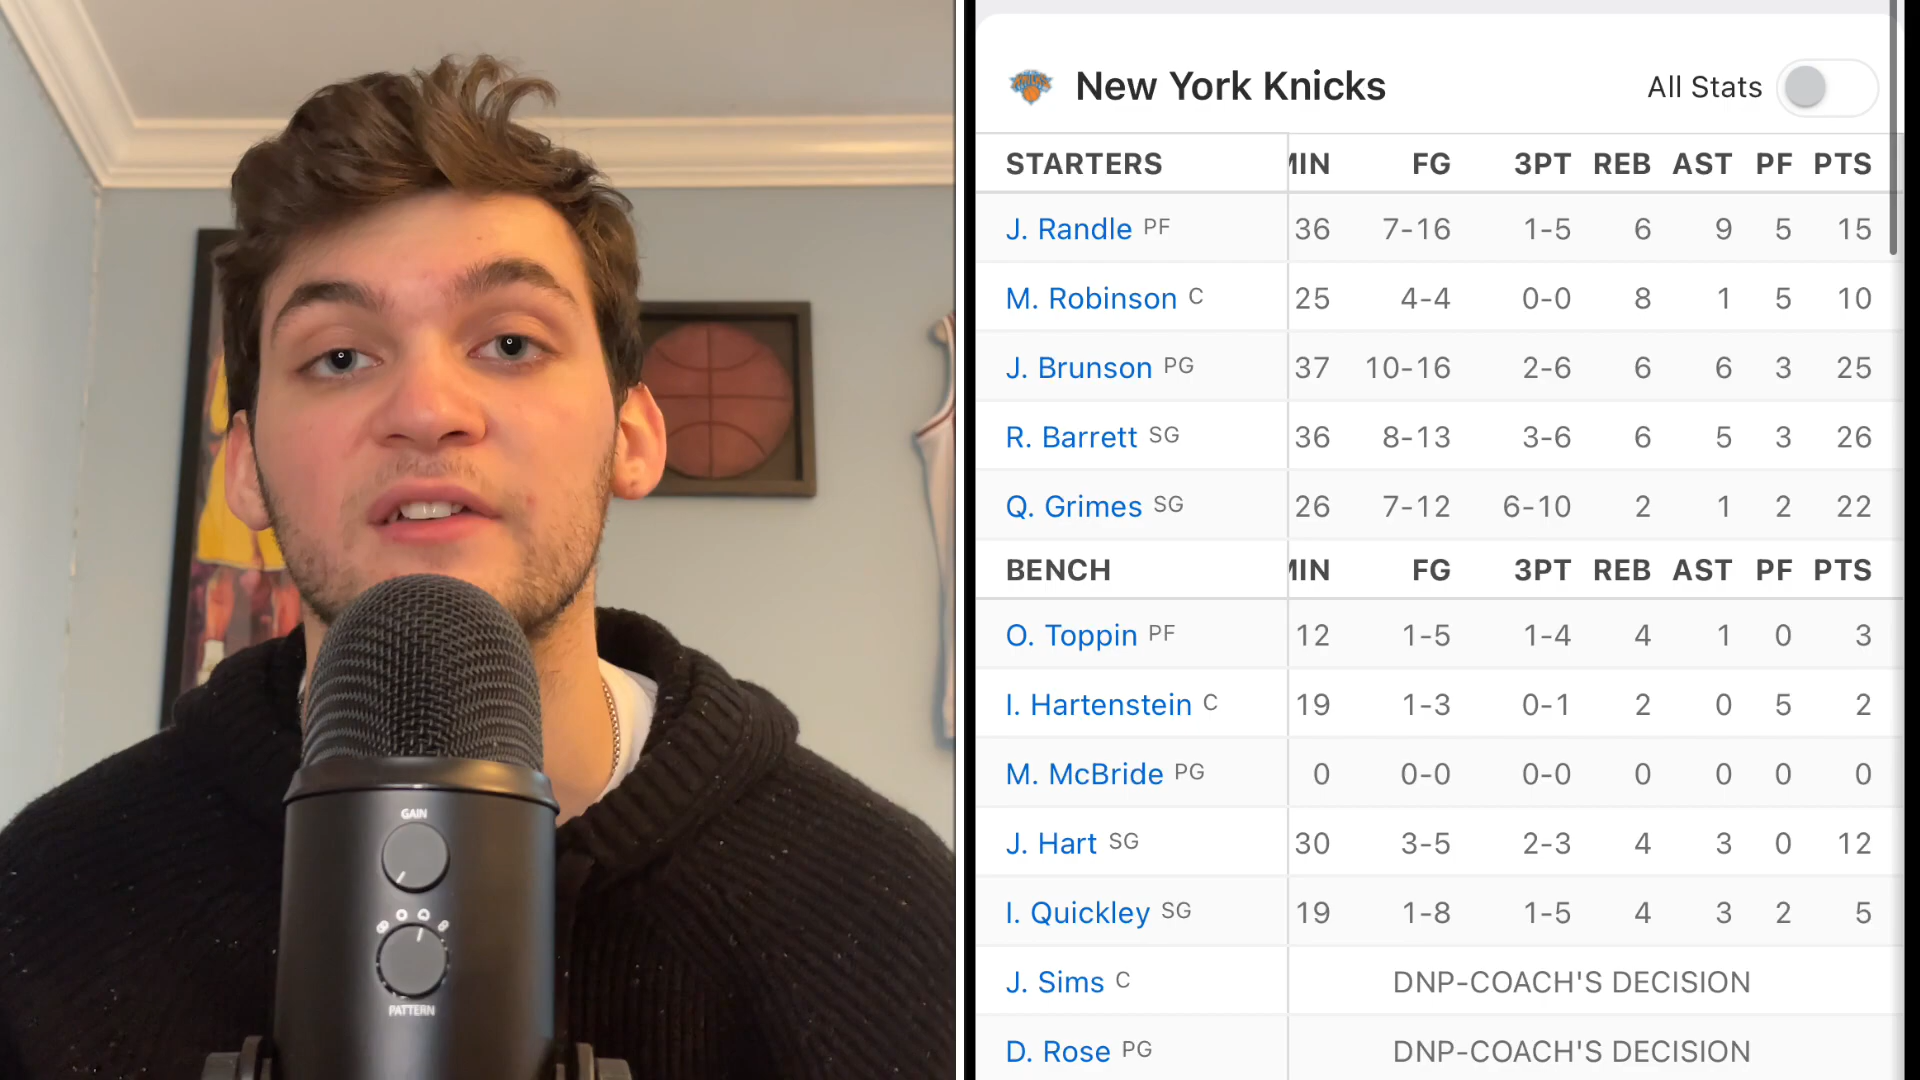 New York Knicks All Stats
STARTERS MIN FG 3PT REB AST PF PTS
J. Randle PF 36 7-16 1-5 6 9 5 15
M. Robinson C 25 4-4 0-0 8 1 5 10
J. Brunson PG 37 10-16 2-6 6 6 3 25
R. Barrett SG 36 8-13 3-6 6 5 3 26
Q. Grimes SG 26 7-12 6-10 2 1 2 22
BENCH MIN FG 3PT REB AST PF PTS
O. Toppin PF 12 1-5 1-4 4 1 0 3
I. Hartenstein C 19 1-3 0-1 2 0 5 2
M. McBride PG 0 0-0 0-0 0 0 0 0
J. Hart SG 30 3-5 2-3 4 3 0 12
I. Quickley SG 19 1-8 1-5 4 3 2 5
J. Sims C DNP-COACH'S DECISION
D. Rose PG DNP-COACH'S DECISION
GAIN
PATTERN